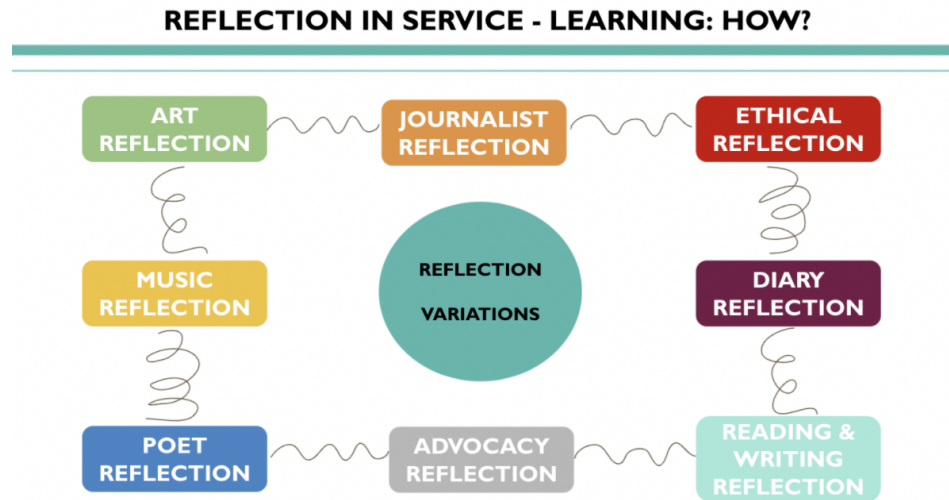 REFLECTION IN SERVICE - LEARNING: HOW?
ART
REFLECTION
JOURNALIST
REFLECTION
ETHICAL
REFLECTION
MUSIC
REFLECTION
REFLECTION
VARIATIONS
DIARY
REFLECTION
POET
REFLECTION
ADVOCACY
REFLECTION
READING &
WRITING
REFLECTION